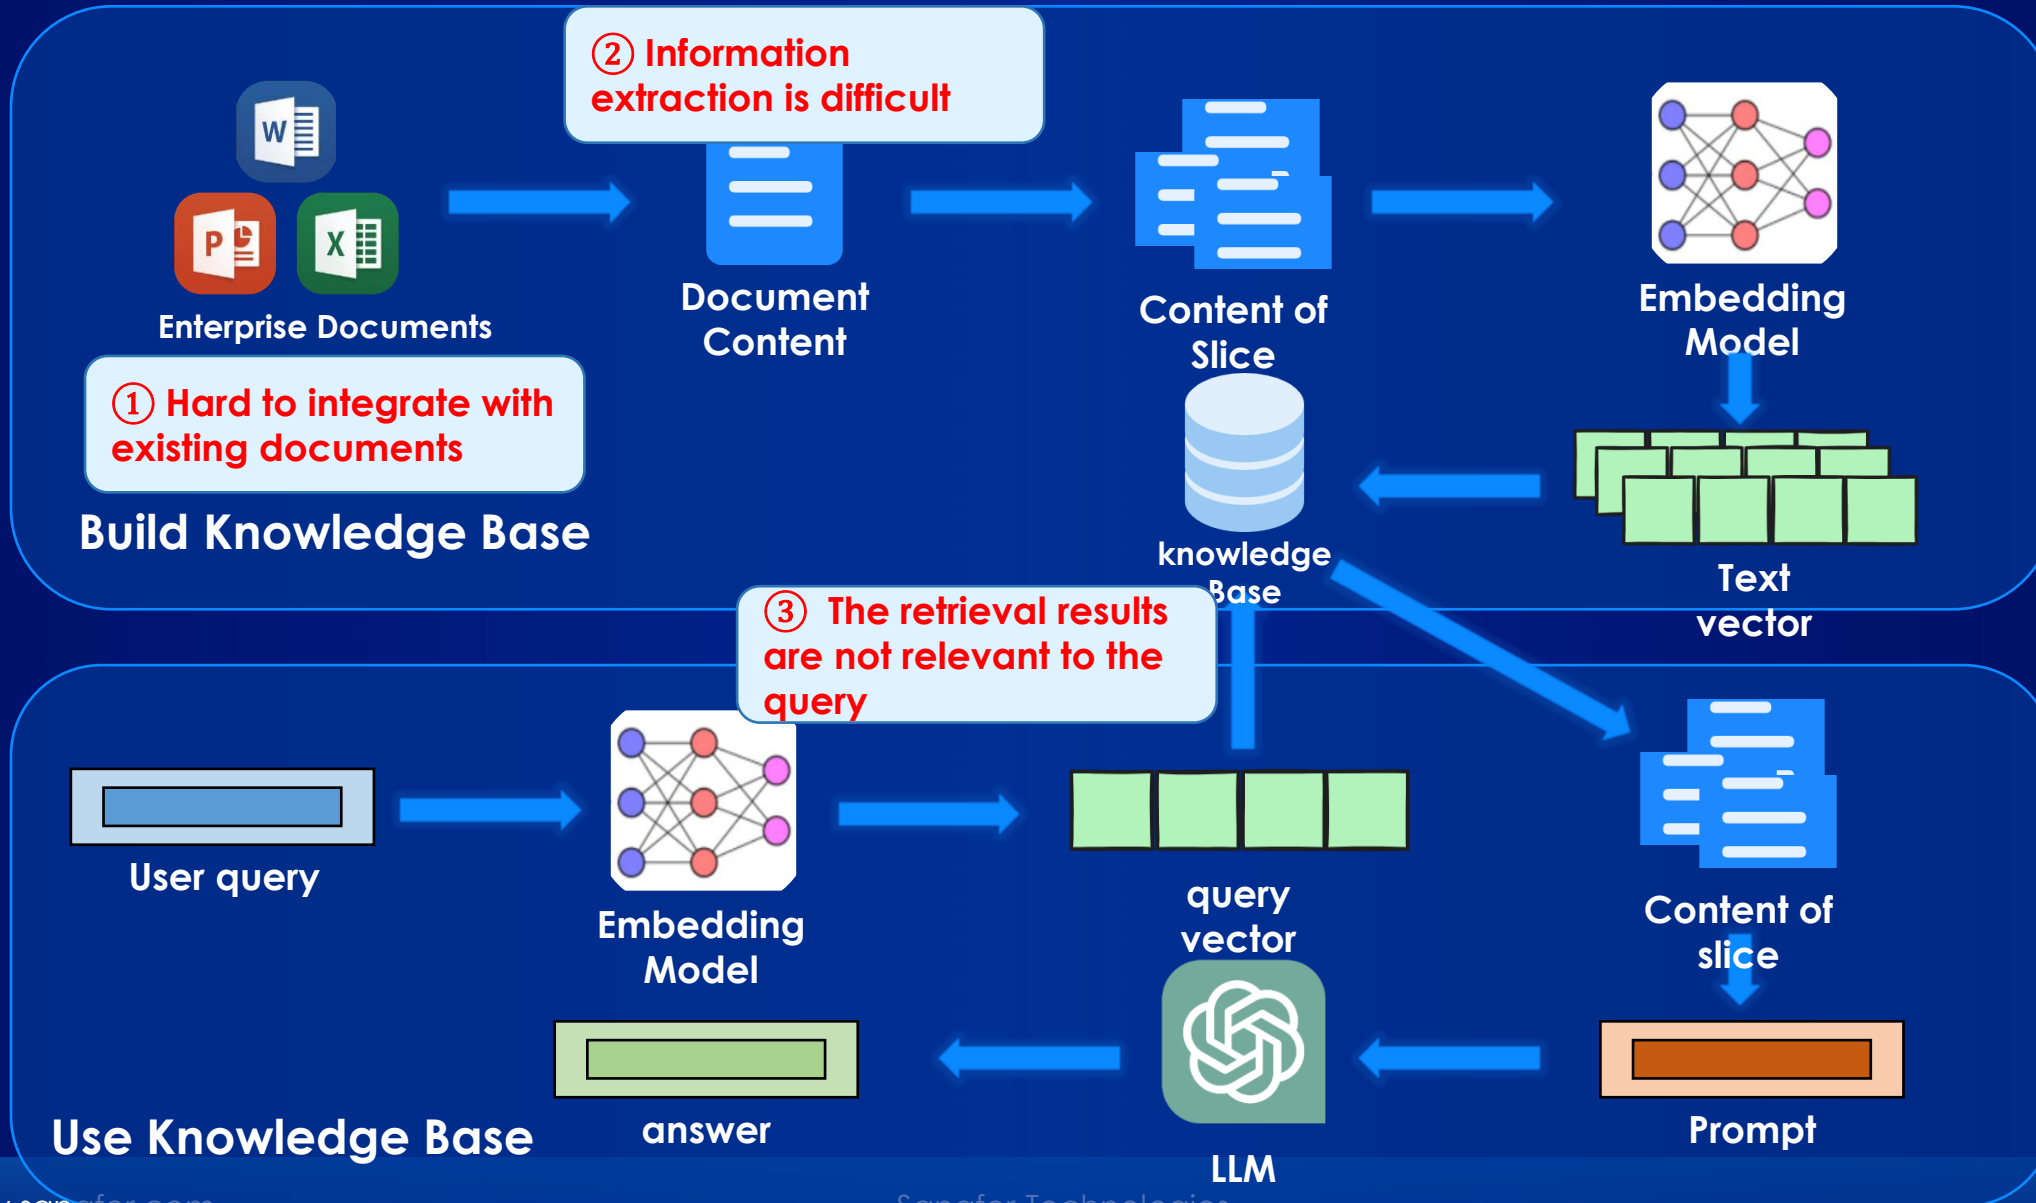 ② Information
extraction is difficult
W
P
X
Enterprise Documents
Document
Content
Content of
Slice
Embedding
Model
① Hard to integrate with
existing documents
Build Knowledge Base
knowledge
Base
Text
vector
③ The retrieval results
are not relevant to the
query
User query
Embedding
Model
query
vector
Content of
slice
answer
LLM
Prompt
Use Knowledge Base
Sangfor Technologies